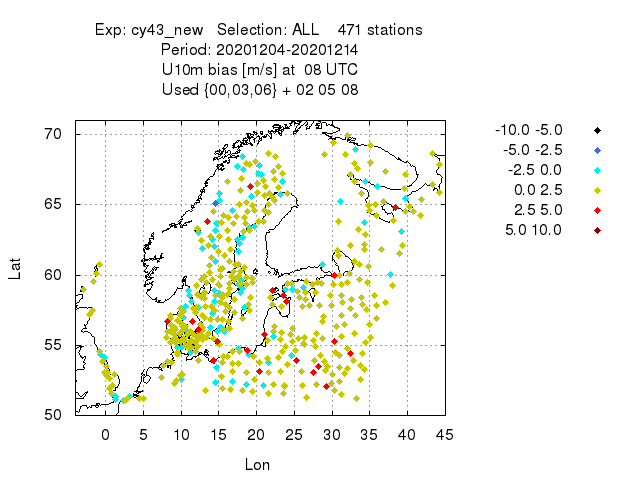 Exp: cy43_new Selection: ALL 471 stations
Period: 20201204-20201214
U10m bias [m/s] at 08 UTC
Used {00,03,06} + 02 05 08
-10.0 -5.0
-5.0 -2.5
-2.5 0.0
0.0 2.5
2.5 5.0
5.0 10.0
Lat
70
65
60
55
50
0 5 10 15 20 25 30 35 40 45
Lon